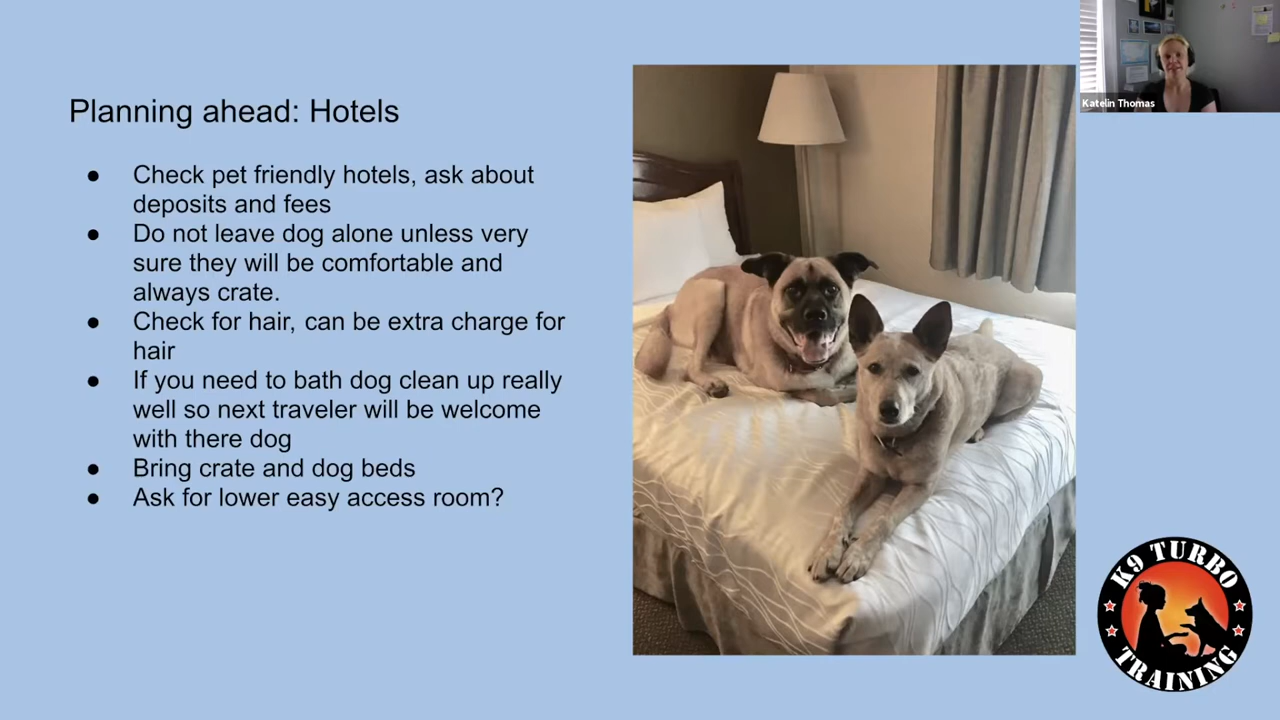 Planning ahead: Hotels
● Check pet friendly hotels, ask about
deposits and fees
● Do not leave dog alone unless very
sure they will be comfortable and
always crate.
● Check for hair, can be extra charge for
hair
● If you need to bath dog clean up really
well so next traveler will be welcome
with there dog
● Bring crate and dog beds
● Ask for lower easy access room?
Katelin Thomas
K9 TURBO
TRAINING